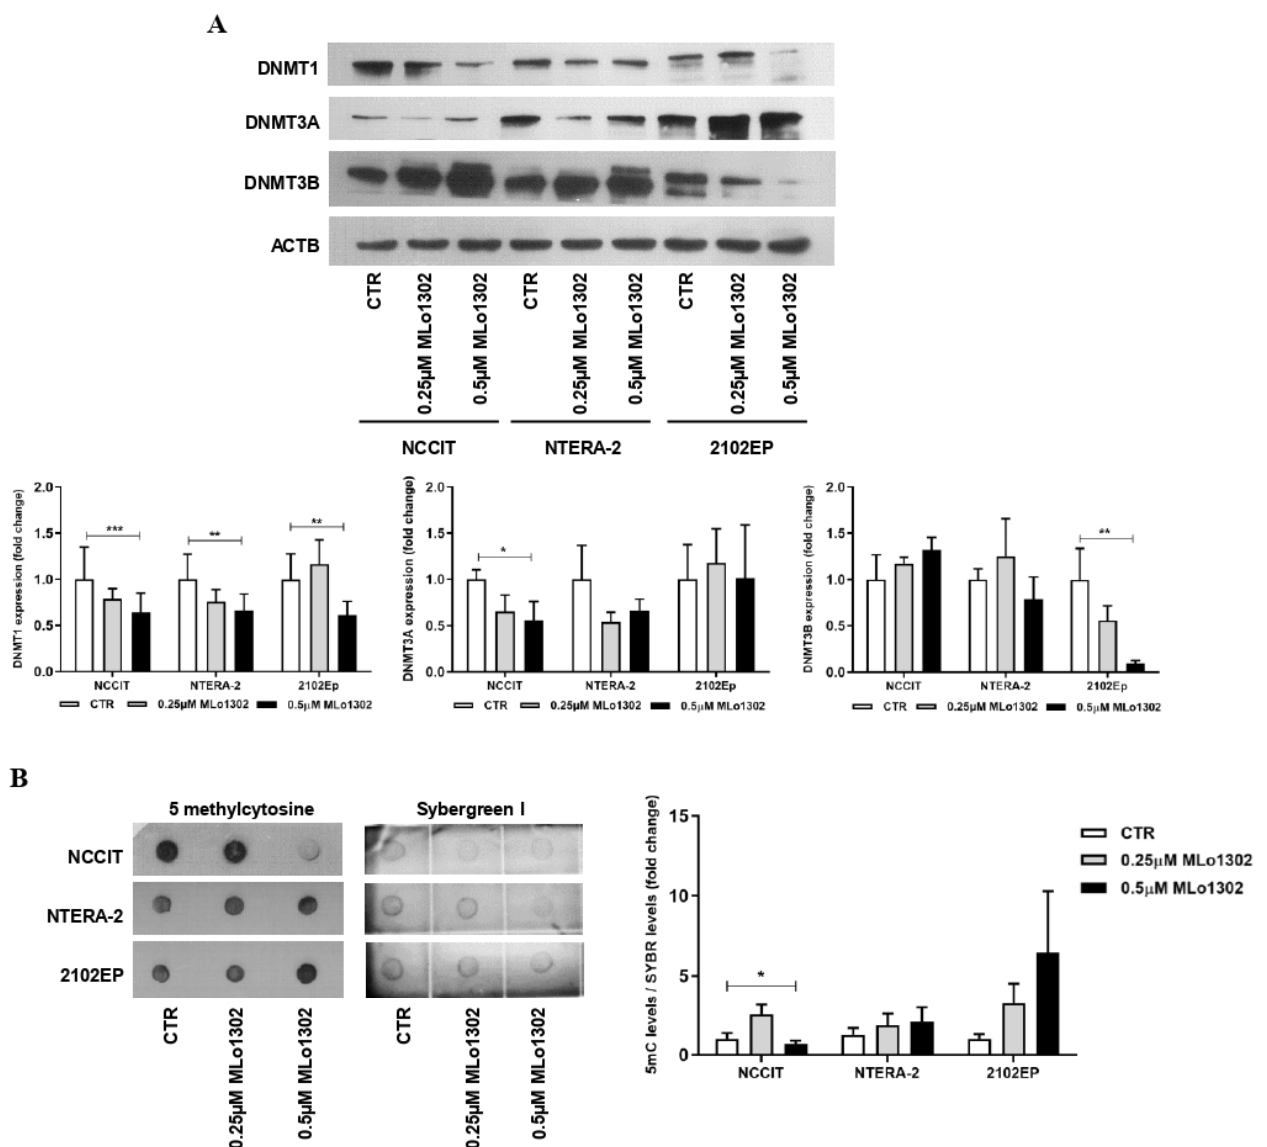 A
DNMT1
DNMT3A
DNMT3B
ACTB
CTR
0.25µM MLo1302
0.5µM MLo1302
CTR
0.25µM MLo1302
0.5µM MLo1302
CTR
0.25µM MLo1302
0.5µM MLo1302
NCCIT
NTERA-2
2102EP
DNMT1 expression (fold change)
2.0
1.5
1.0
0.5
0.0
***
**
**
NCCIT NTERA-2 2102Ep
CTR 0.25µM MLo1302 0.5µM MLo1302
DNMT3A expression (fold change)
2.0
1.5
1.0
0.5
0.0
*
NCCIT NTERA-2 2102Ep
CTR 0.25µM MLo1302 0.5µM MLo1302
DNMT3B expression (fold change)
2.0
1.5
1.0
0.5
0.0
**
NCCIT NTERA-2 2102Ep
CTR 0.25µM MLo1302 0.5µM MLo1302
B
5 methylcytosine
Sybergreen I
NCCIT
NTERA-2
2102EP
CTR
0.25µM MLo1302
0.5µM MLo1302
CTR
0.25µM MLo1302
0.5µM MLo1302
5mC levels / SYBR levels (fold change)
15
10
5
0
*
NCCIT NTERA-2 2102EP
CTR
0.25µM MLo1302
0.5µM MLo1302